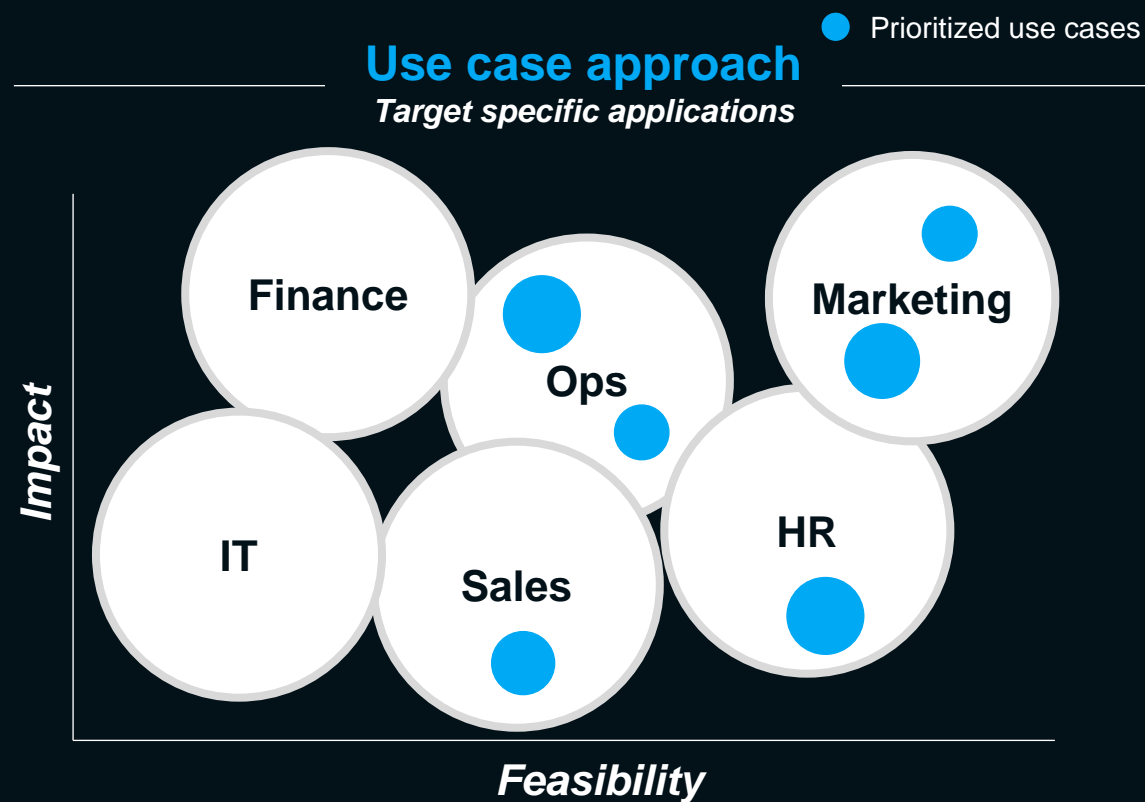 Prioritized use cases
Use case approach
Target specific applications
Finance
Marketing
Ops
Impact
HR
IT
Sales
Feasibility